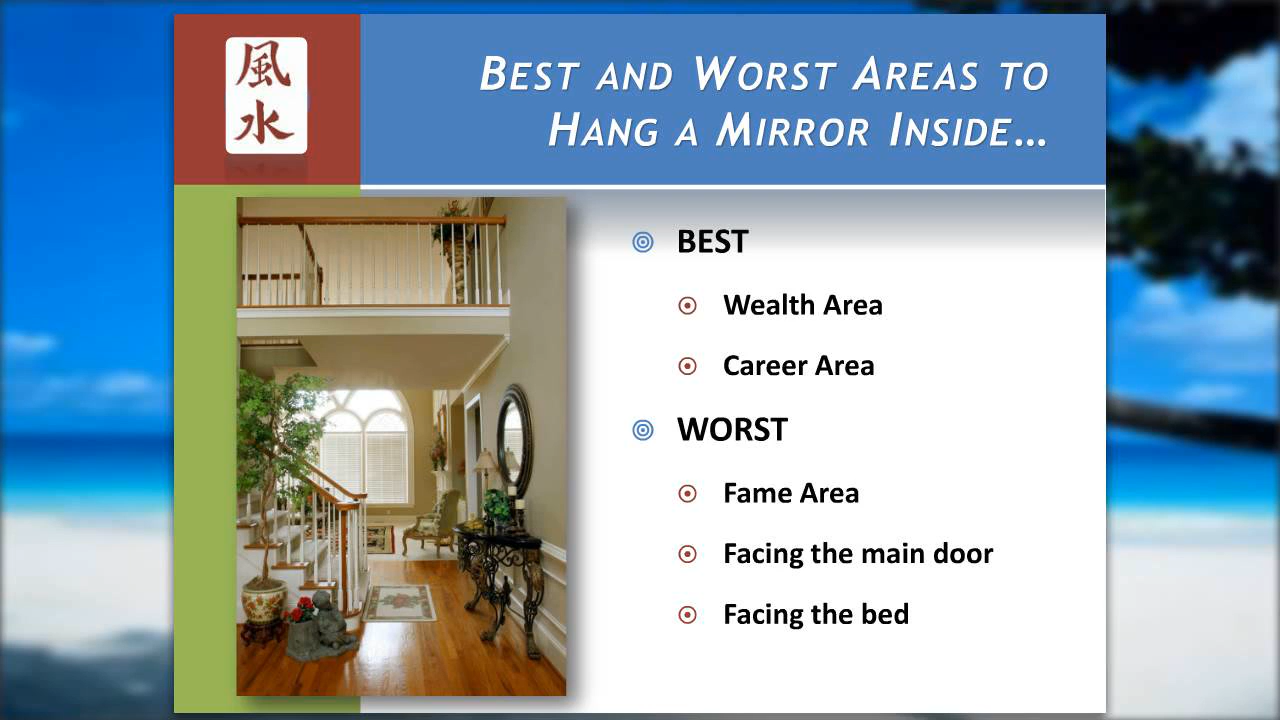 風
水
Best and Worst Areas to
Hang a Mirror Inside…
BEST
Wealth Area
Career Area
WORST
Fame Area
Facing the main door
Facing the bed